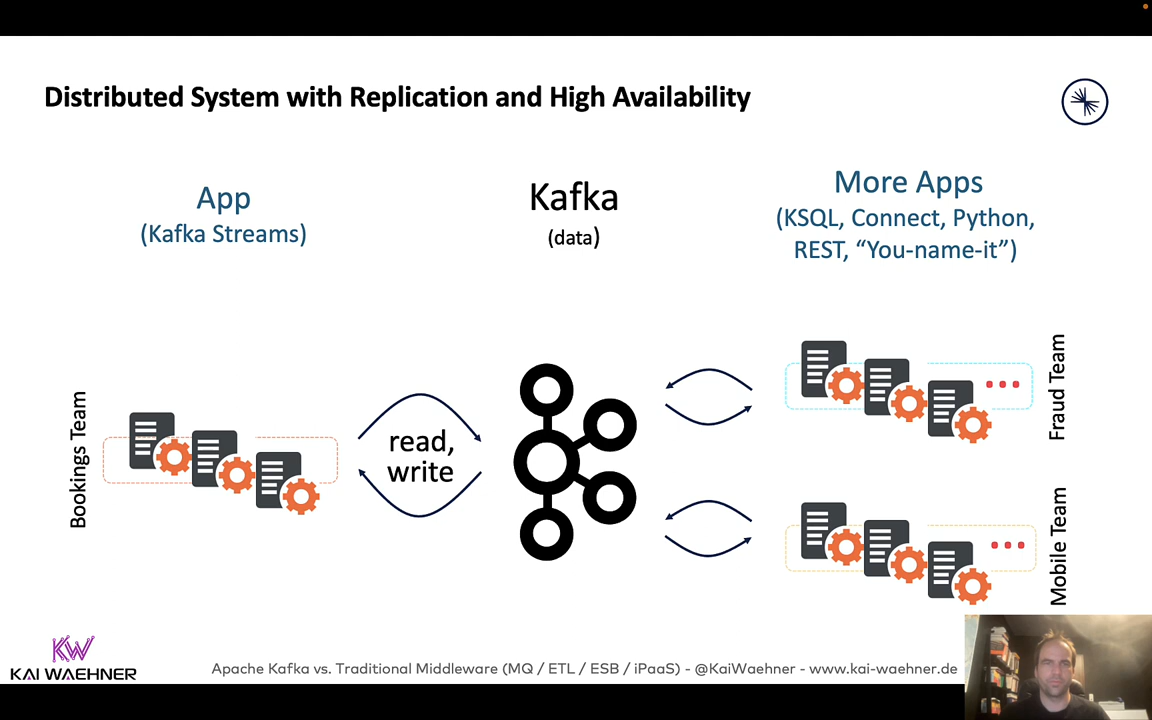 Distributed System with Replication and High Availability
App
(Kafka Streams)
Kafka
(data)
More Apps
(KSQL, Connect, Python,
REST, “You-name-it”)
Bookings Team
read,
write
Fraud Team
Mobile Team
KW
KAI WAEHNER
Apache Kafka vs. Traditional Middleware (MQ / ETL / ESB / iPaaS) - @KaiWaehner - www.kai-waehner.de